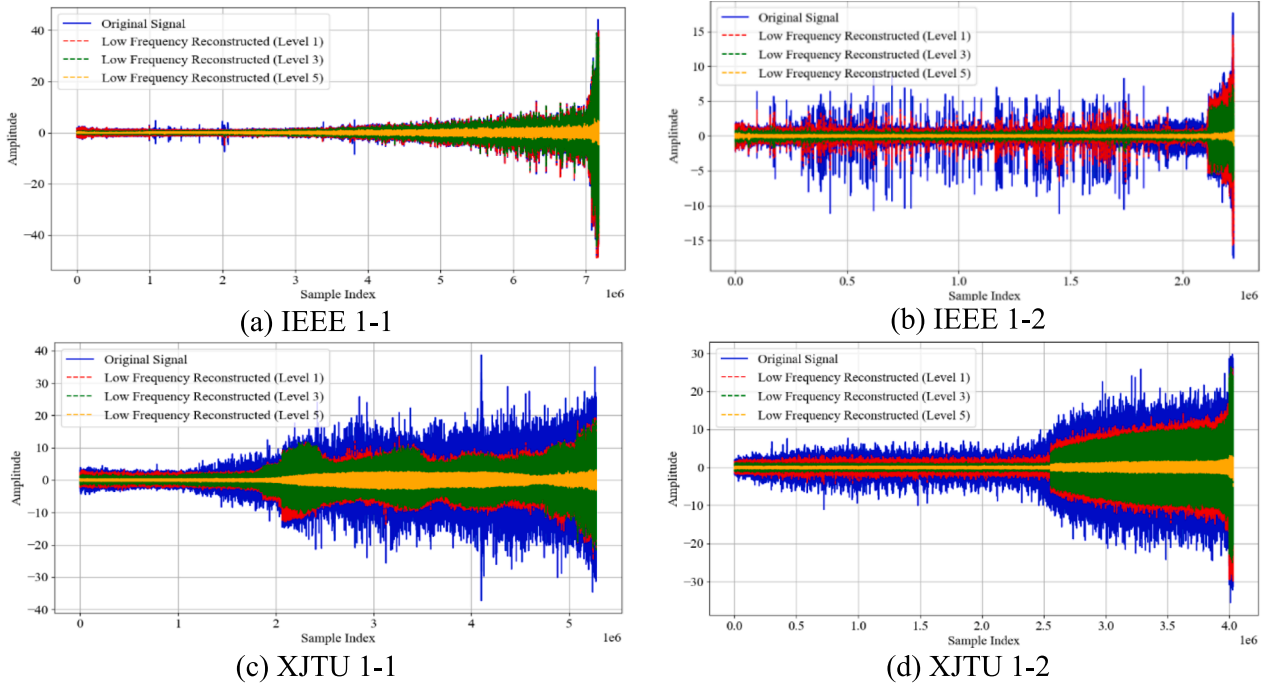 Original Signal
Low Frequency Reconstructed (Level 1)
Low Frequency Reconstructed (Level 3)
Low Frequency Reconstructed (Level 5)
Amplitude
40
20
0
−20
−40
0 1 2 3 4 5 6 7
1e6
Sample Index
(a) IEEE 1-1
Original Signal
Low Frequency Reconstructed (Level 1)
Low Frequency Reconstructed (Level 3)
Low Frequency Reconstructed (Level 5)
Amplitude
15
10
5
0
−5
−10
−15
0.0 0.5 1.0 1.5 2.0
1e6
Sample Index
(b) IEEE 1-2
Original Signal
Low Frequency Reconstructed (Level 1)
Low Frequency Reconstructed (Level 3)
Low Frequency Reconstructed (Level 5)
Amplitude
40
30
20
10
0
−10
−20
−30
−40
0 1 2 3 4 5
1e6
Sample Index
(c) XJTU 1-1
Original Signal
Low Frequency Reconstructed (Level 1)
Low Frequency Reconstructed (Level 3)
Low Frequency Reconstructed (Level 5)
Amplitude
30
20
10
0
−10
−20
−30
0.0 0.5 1.0 1.5 2.0 2.5 3.0 3.5 4.0
1e6
Sample Index
(d) XJTU 1-2